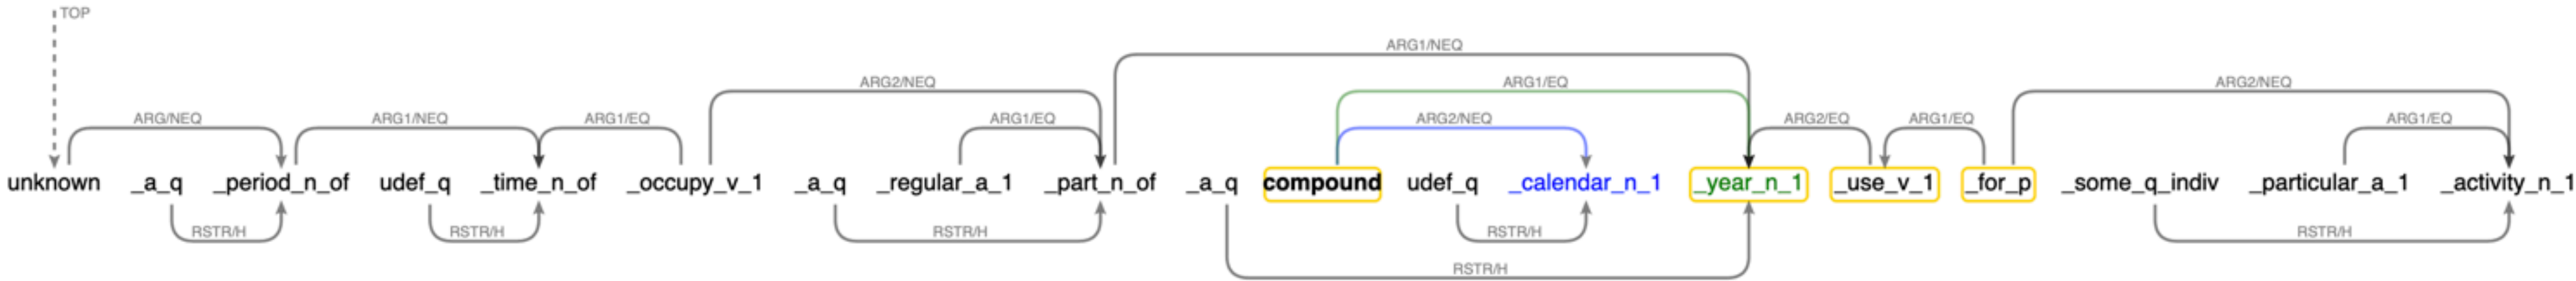 TOP
ARG1/NEQ
ARG2/NEQ ARG1/EQ ARG2/NEQ
ARG/NEQ ARG1/NEQ ARG1/EQ ARG1/EQ ARG2/NEQ ARG2/EQ ARG1/EQ ARG1/EQ
unknown _a_q _period_n_of udef_q _time_n_of _occupy_v_1 _a_q _regular_a_1 _part_n_of _a_q compound udef_q _calendar_n_1 _year_n_1 _use_v_1 _for_p _some_q_indiv _particular_a_1 _activity_n_1
RSTR/H RSTR/H RSTR/H RSTR/H RSTR/H
RSTR/H